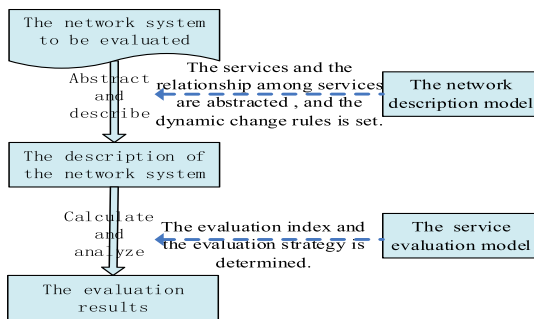 The network system
to be evaluated
Abstract
and
describe
The services and the
relationship among services
are abstracted , and the
dynamic change rules is set.
The network
description model
The description of
the network system
Calculate
and
analyze
The evaluation index and
the evaluation strategy is
determined.
The service
evaluation model
The evaluation
results